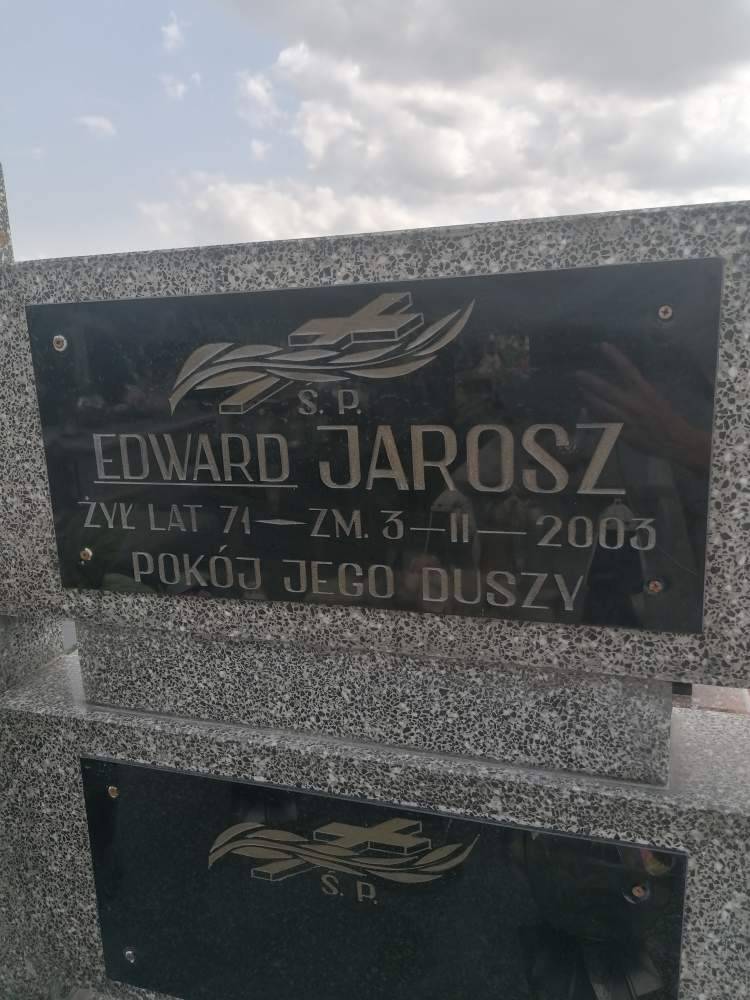 Ś. P.
EDWARD JAROSZ
ŻYŁ LAT 71 — ZM. 3—II—2003
POKÓJ JEGO DUSZY
Ś. P.